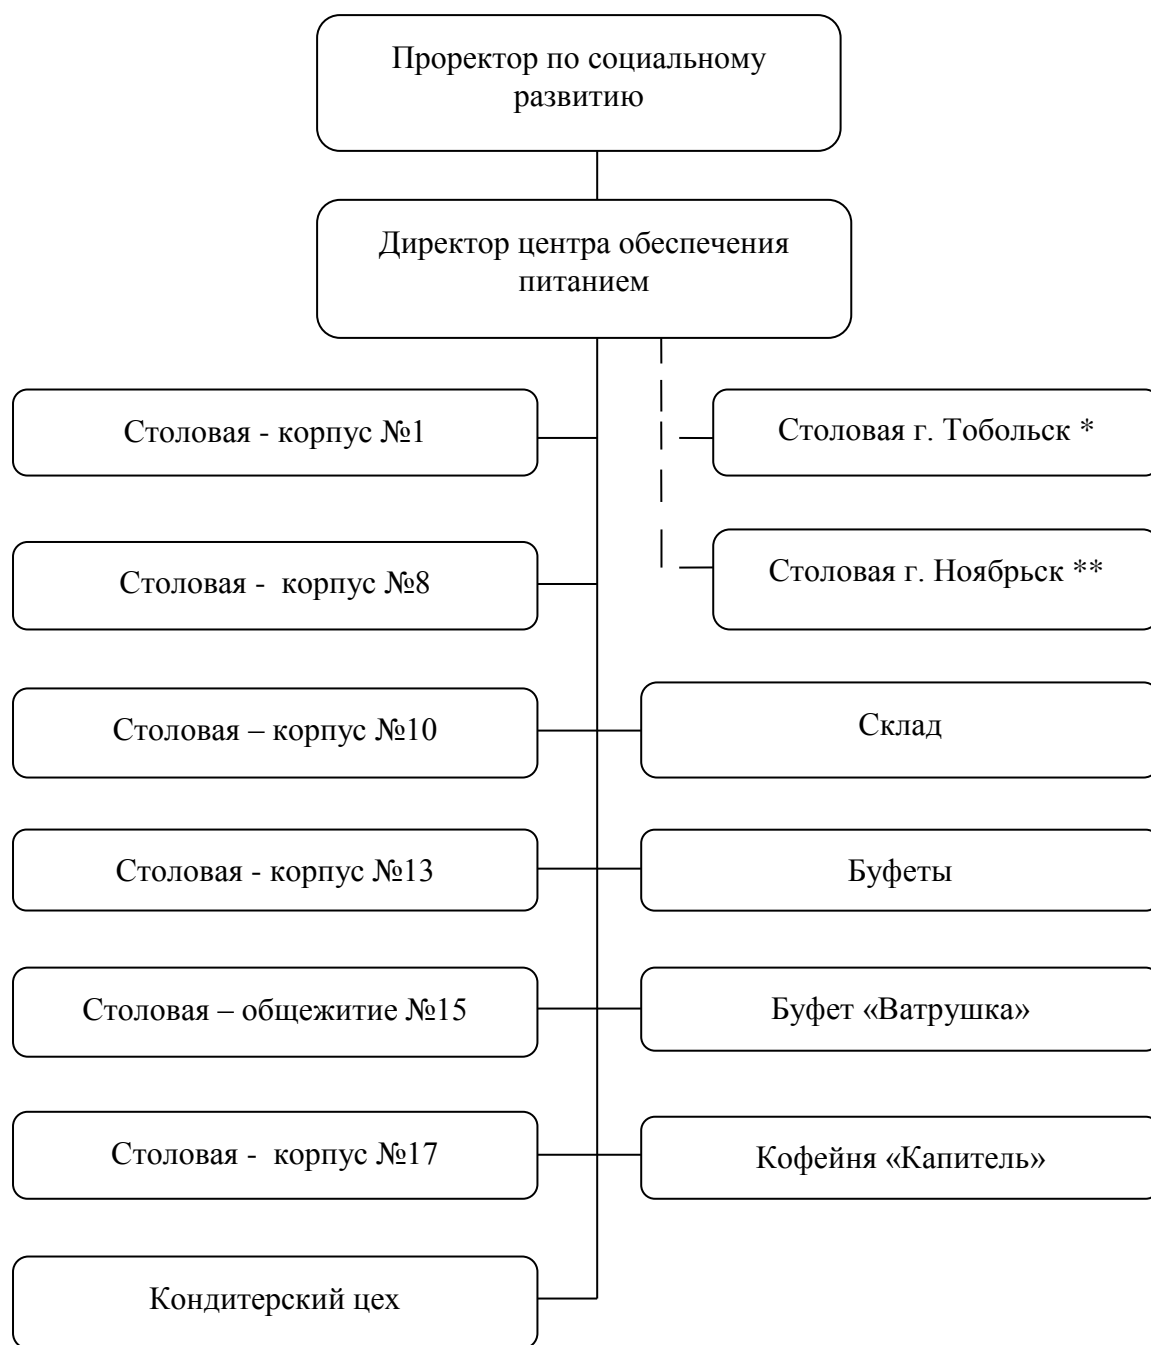 Проректор по социальному
развитию
Директор центра обеспечения
питанием
Столовая - корпус №1
Столовая г. Тобольск *
Столовая -  корпус №8
Столовая г. Ноябрьск **
Столовая – корпус №10
Склад
Столовая - корпус №13
Буфеты
Столовая – общежитие №15
Буфет «Ватрушка»
Столовая -  корпус №17
Кофейня «Капитель»
Кондитерский цех